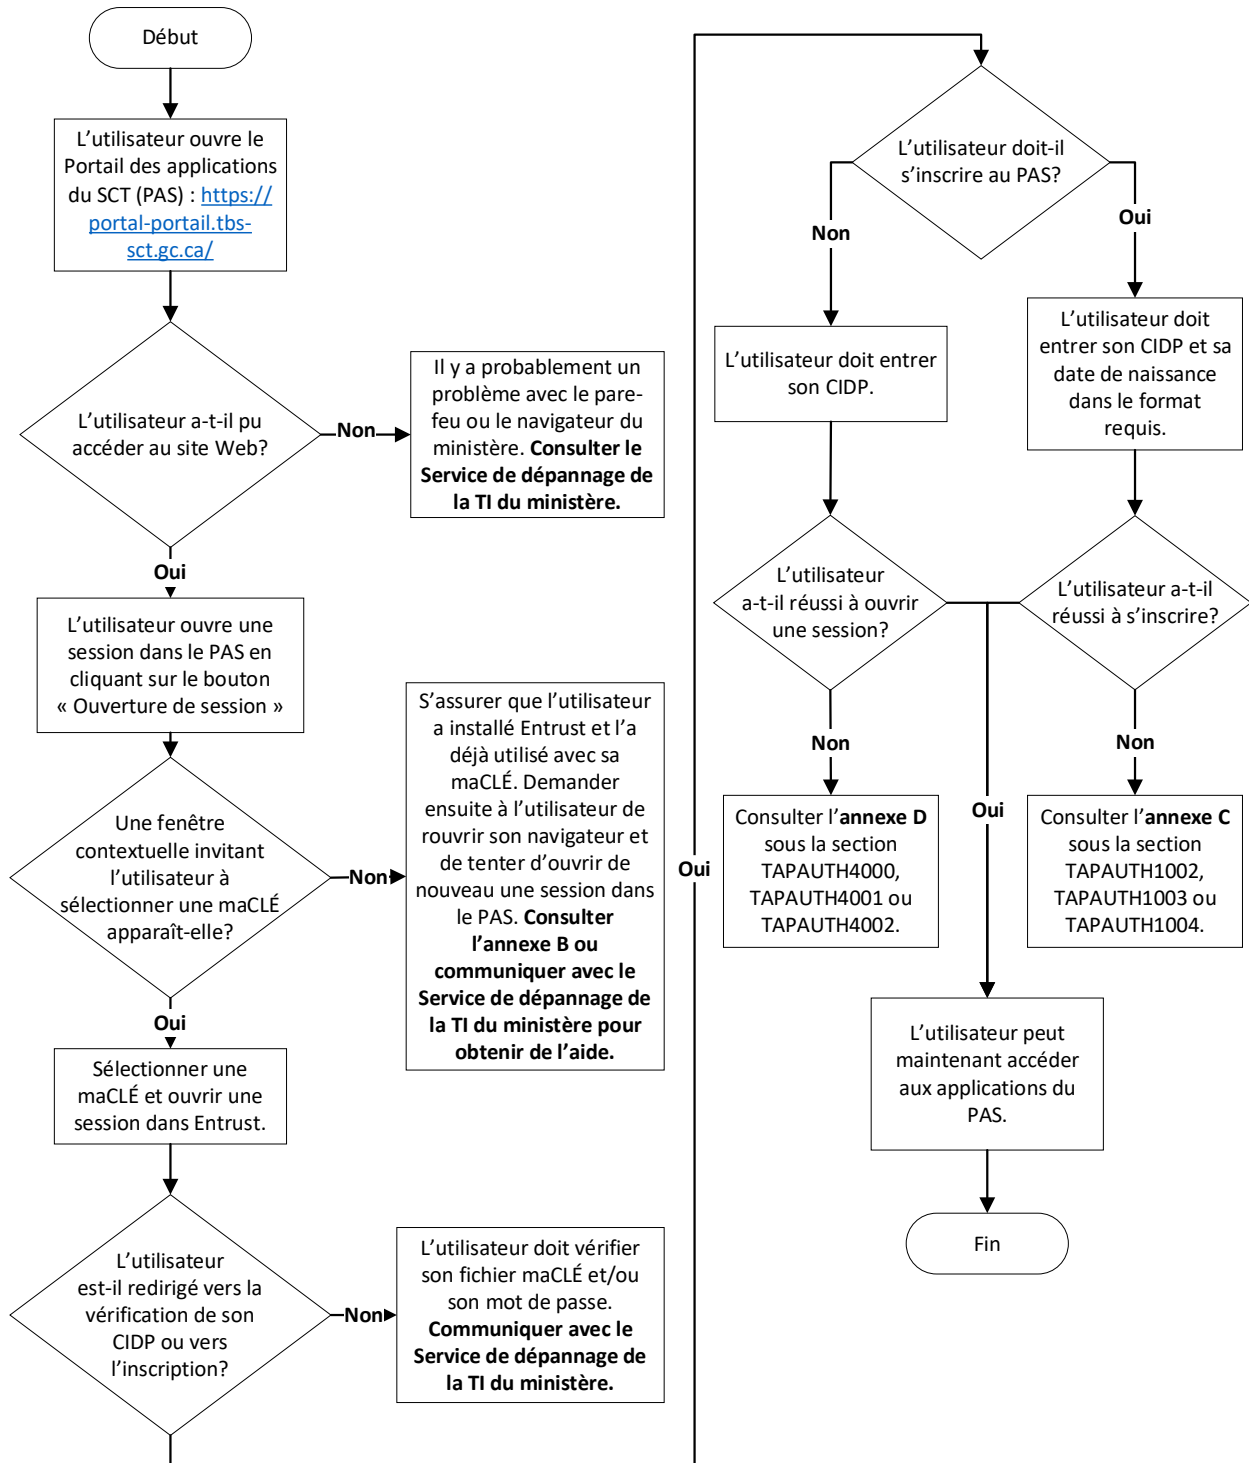 Début
L’utilisateur ouvre le
Portail des applications
du SCT (PAS) : https://
portal-portail.tbs-
sct.gc.ca/
L’utilisateur a-t-il pu
accéder au site Web?
Non
Il y a probablement un
problème avec le pare-
feu ou le navigateur du
ministère. Consulter le
Service de dépannage de
la TI du ministère.
Oui
L’utilisateur ouvre une
session dans le PAS en
cliquant sur le bouton
« Ouverture de session »
Une fenêtre
contextuelle invitant
l’utilisateur à
sélectionner une maCLÉ
apparaît-elle?
Non
S’assurer que l’utilisateur
a installé Entrust et l’a
déjà utilisé avec sa
maCLÉ. Demander
ensuite à l’utilisateur de
rouvrir son navigateur et
de tenter d’ouvrir de
nouveau une session dans
le PAS. Consulter
l’annexe B ou
communiquer avec le
Service de dépannage de
la TI du ministère pour
obtenir de l’aide.
Oui
Sélectionner une
maCLÉ et ouvrir une
session dans Entrust.
L’utilisateur
est-il redirigé vers la
vérification de son
CIDP ou vers
l’inscription?
Non
L’utilisateur doit vérifier
son fichier maCLÉ et/ou
son mot de passe.
Communiquer avec le
Service de dépannage de
la TI du ministère.
Oui
L’utilisateur doit-il
s’inscrire au PAS?
Non
Oui
L’utilisateur doit entrer
son CIDP.
L’utilisateur doit
entrer son CIDP et sa
date de naissance
dans le format
requis.
L’utilisateur
a-t-il réussi à ouvrir
une session?
L’utilisateur a-t-il
réussi à s’inscrire?
Non
Non
Oui
Consulter l’annexe D
sous la section
TAPAUTH4000,
TAPAUTH4001 ou
TAPAUTH4002.
Consulter l’annexe C
sous la section
TAPAUTH1002,
TAPAUTH1003 ou
TAPAUTH1004.
L’utilisateur peut
maintenant accéder
aux applications du
PAS.
Fin